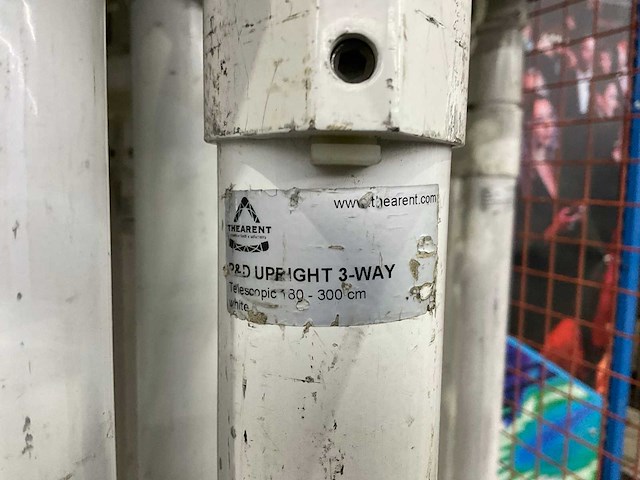 www.thearent.com
THEARENT
P&D UPRIGHT 3-WAY
Telescopic 180 - 300 cm
white